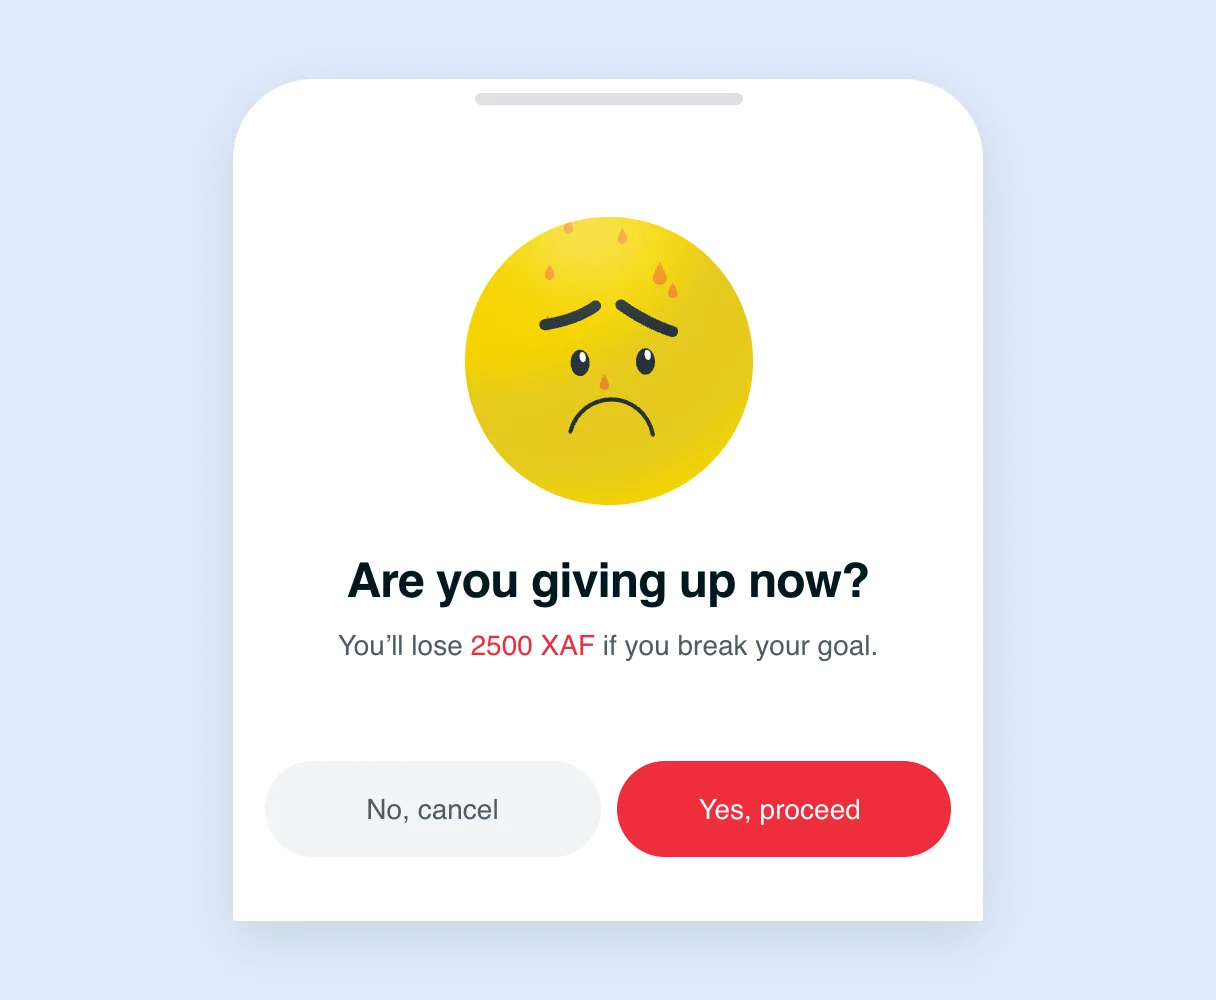 Are you giving up now?
You’ll lose 2500 XAF if you break your goal.
No, cancel
Yes, proceed